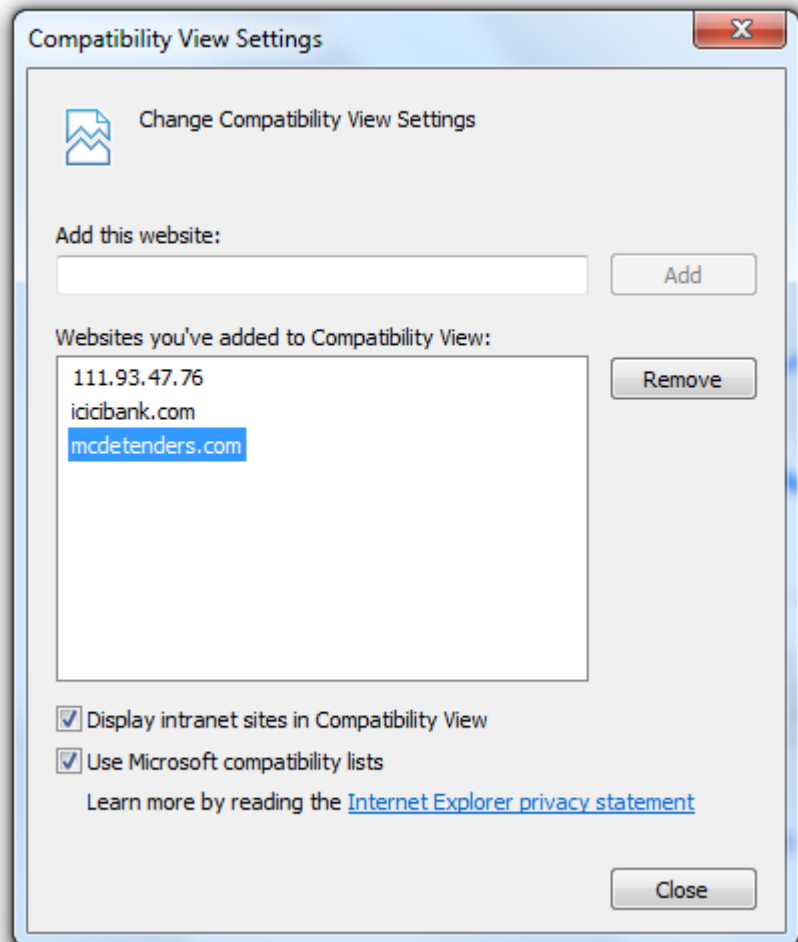 Compatibility View Settings
Change Compatibility View Settings
Add this website:
Add
Websites you've added to Compatibility View:
111.93.47.76
icicibank.com
mcdetenders.com
Remove
Display intranet sites in Compatibility View
Use Microsoft compatibility lists
Learn more by reading the Internet Explorer privacy statement
Close